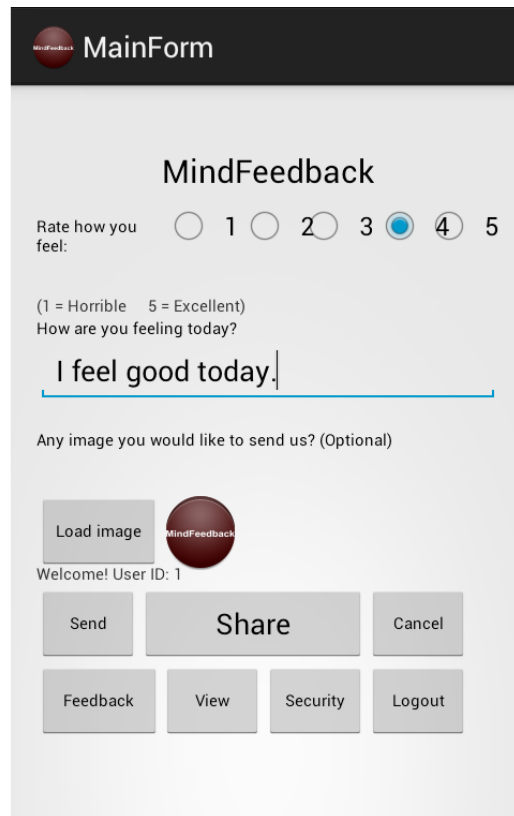 MindFeedback MainForm
MindFeedback
Rate how you 1 2 3 4 5
feel:
(1 = Horrible 5 = Excellent)
How are you feeling today?
I feel good today.
Any image you would like to send us? (Optional)
Load image MindFeedback
Welcome! User ID: 1
Send Share Cancel
Feedback View Security Logout